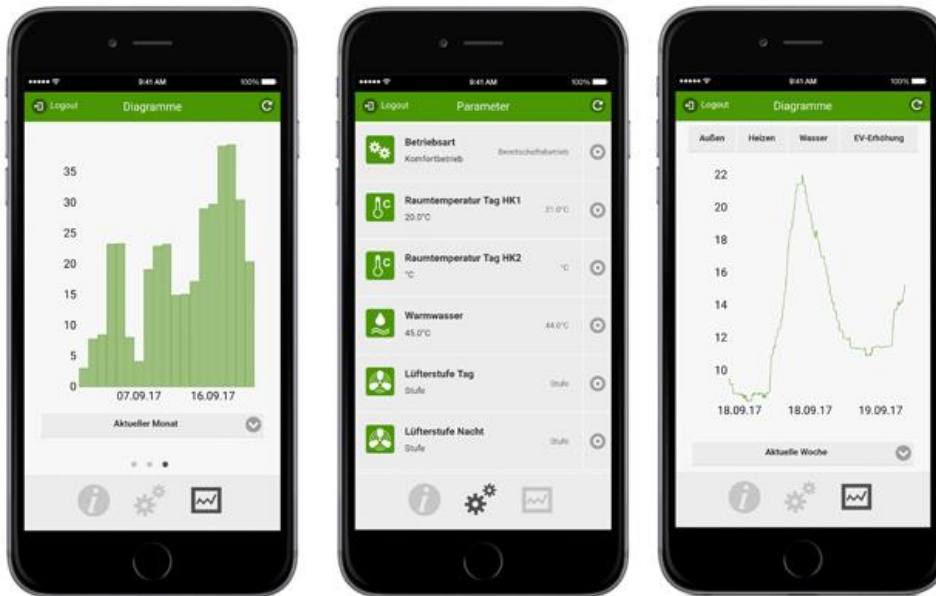 9:41 AM 100%
Logout Diagramme
35
30
25
20
15
10
5
0
07.09.17 16.09.17
Aktueller Monat
9:41 AM 100%
Logout Parameter
Betriebsart
Komfortbetrieb
Bereitschaftsbetrieb
Raumtemperatur Tag HK1
20.0°C
21.0°C
Raumtemperatur Tag HK2
°C
°C
Warmwasser
45.0°C
44.0°C
Lüfterstufe Tag
Stufe
Stufe
Lüfterstufe Nacht
Stufe
Stufe
9:41 AM 100%
Logout Diagramme
Außen Heizen Wasser EV-Erhöhung
22
20
18
16
14
12
10
18.09.17 18.09.17 19.09.17
Aktuelle Woche